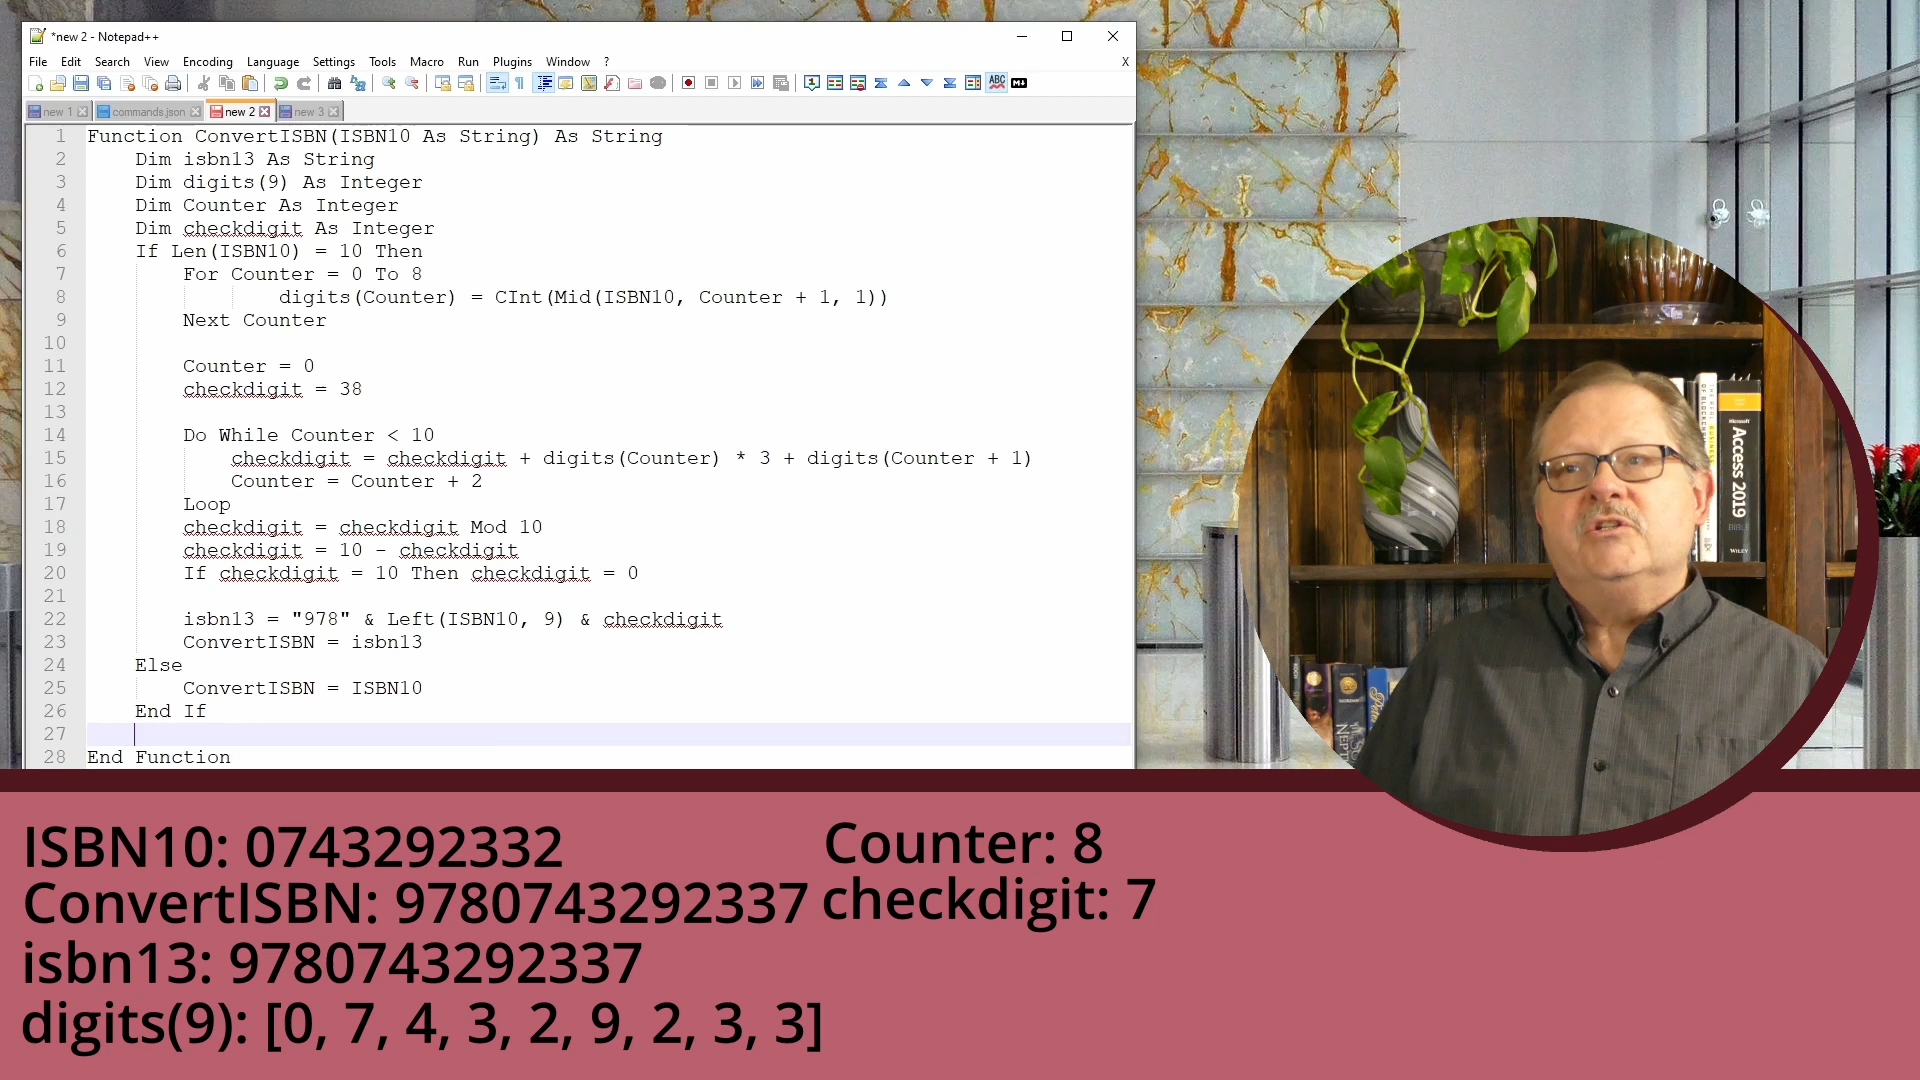 *new 2 - Notepad++
File Edit Search View Encoding Language Settings Tools Macro Run Plugins Window ? X
new 1 commands.json new 2 new 3
1 Function ConvertISBN(ISBN10 As String) As String
2 Dim isbn13 As String
3 Dim digits(9) As Integer
4 Dim Counter As Integer
5 Dim checkdigit As Integer
6 If Len(ISBN10) = 10 Then
7 For Counter = 0 To 8
8 digits(Counter) = CInt(Mid(ISBN10, Counter + 1, 1))
9 Next Counter
10
11 Counter = 0
12 checkdigit = 38
13
14 Do While Counter < 10
15 checkdigit = checkdigit + digits(Counter) * 3 + digits(Counter + 1)
16 Counter = Counter + 2
17 Loop
18 checkdigit = checkdigit Mod 10
19 checkdigit = 10 - checkdigit
20 If checkdigit = 10 Then checkdigit = 0
21
22 isbn13 = "978" & Left(ISBN10, 9) & checkdigit
23 ConvertISBN = isbn13
24 Else
25 ConvertISBN = ISBN10
26 End If
27
28 End Function
Microsoft
Access 2019
BIBLE
WILEY
ISBN10: 0743292332
ConvertISBN: 9780743292337
isbn13: 9780743292337
digits(9): [0, 7, 4, 3, 2, 9, 2, 3, 3]
Counter: 8
checkdigit: 7